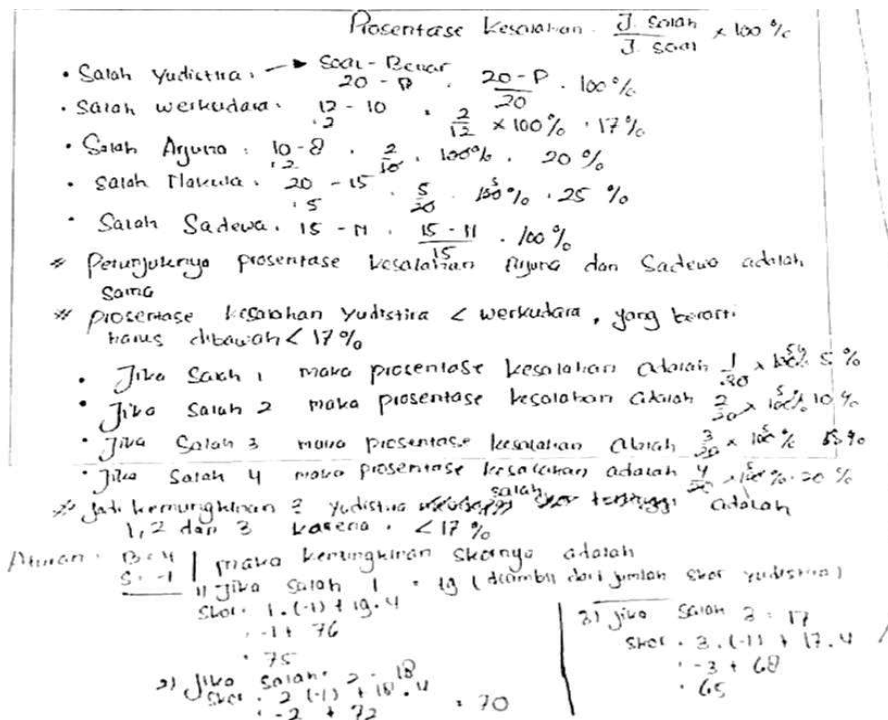 Prosentase kesalahan . J. Salah / J. Soal × 100 %
• Salah Yudistira : → Soal - Benar
20 - P . 20 - P / 20 . 100 %
• Salah Werkudara : 12 - 10 = 2/12 × 100 % . 17 %
: 2
• Salah Arjuna : 10 - 8 . 2/10 . 100 % . 20 %
: 2
• Salah Nakula . 20 - 15 . 5/20 . 100 % . 25 %
5
: 5
• Salah Sadewa . 15 - N . 15 - N / 15 . 100 %
* Petunjuknya prosentase kesalahan Arjuna dan Sadewa adalah
sama
* prosentase kesalahan Yudistira < werkudara, yang berarti
harus dibawah < 17 %
• Jika Salah 1 maka prosentase kesalahan adalah 1/20 × 100 % 5 %
• Jika Salah 2 maka prosentase kesalahan adalah 2/20 × 100 % 10 %
• Jika Salah 3 maka prosentase kesalahan adalah 3/20 × 100 % 15 %
• Jika Salah 4 maka prosentase kesalahan adalah 4/20 × 100 % . 20 %
* Jadi kemungkinan Yudistira salah adalah
1, 2 dan 3 karena . < 17 %
Aturan . B = 4
S . -1
maka kemungkinan skornya adalah
1) Jika Salah 1 = 19 (diambil dari jumlah skor yudistira)
Skor . 1 . (-1) + 19 . 4
. -1 + 76
. 75
2) Jika Salah . 2 . 18
Skor . 2 (-1) + 18 . 4
. -2 + 72 = 70
3) Jika Salah 3 = 17
Skor . 3 . (-1) + 17 . 4
. -3 + 68
. 65